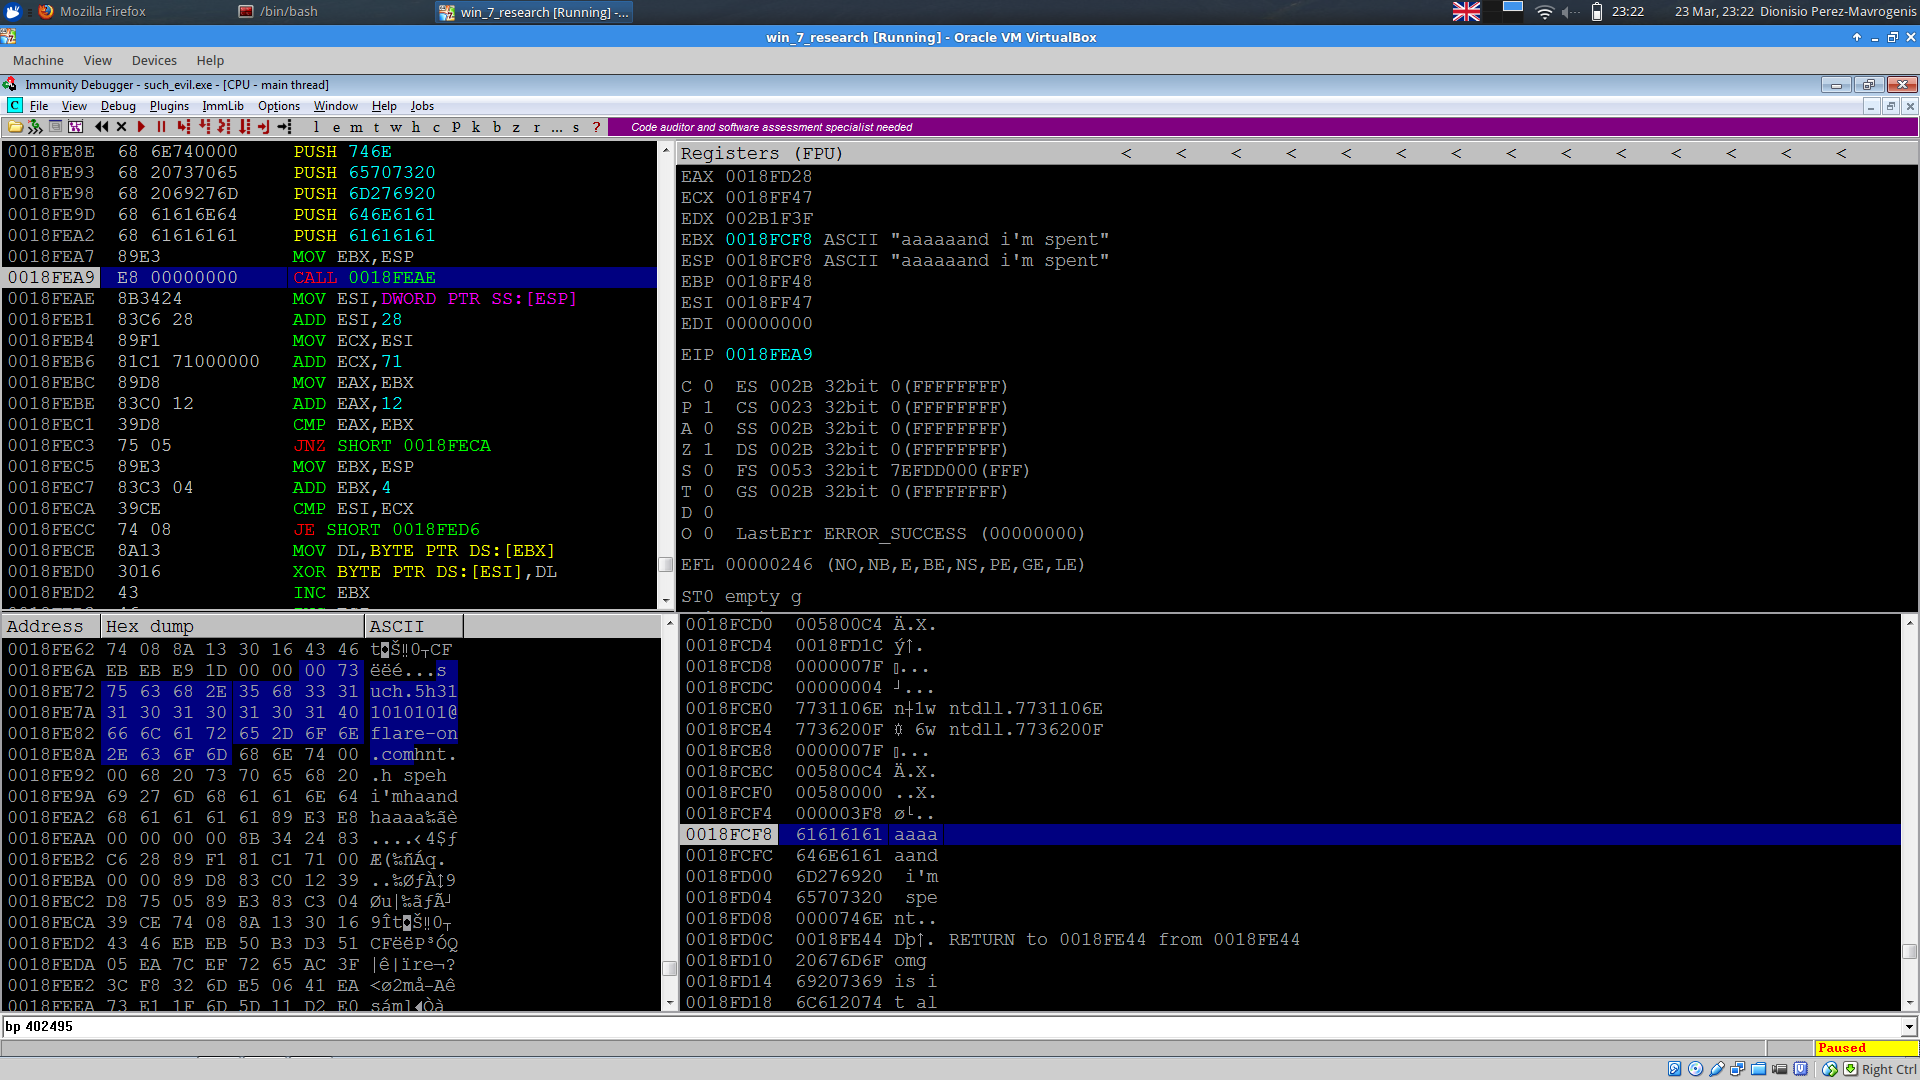 Mozilla Firefox
/bin/bash
win_7_research [Running] -...
23:22
23 Mar, 23:22 Dionisio Perez-Mavrogenis
win_7_research [Running] - Oracle VM VirtualBox
Machine View Devices Help
Immunity Debugger - such_evil.exe - [CPU - main thread]
C File View Debug Plugins ImmLib Options Window Help Jobs
l e m t w h c P k b z r ... s ?
Code auditor and software assessment specialist needed
0018FE8E 68 6E740000 PUSH 746E
0018FE93 68 20737065 PUSH 65707320
0018FE98 68 2069276D PUSH 6D276920
0018FE9D 68 61616E64 PUSH 646E6161
0018FEA2 68 61616161 PUSH 61616161
0018FEA7 89E3 MOV EBX,ESP
0018FEA9 E8 00000000 CALL 0018FEAE
0018FEAE 8B3424 MOV ESI,DWORD PTR SS:[ESP]
0018FEB1 83C6 28 ADD ESI,28
0018FEB4 89F1 MOV ECX,ESI
0018FEB6 81C1 71000000 ADD ECX,71
0018FEBC 89D8 MOV EAX,EBX
0018FEBE 83C0 12 ADD EAX,12
0018FEC1 39D8 CMP EAX,EBX
0018FEC3 75 05 JNZ SHORT 0018FECA
0018FEC5 89E3 MOV EBX,ESP
0018FEC7 83C3 04 ADD EBX,4
0018FECA 39CE CMP ESI,ECX
0018FECC 74 08 JE SHORT 0018FED6
0018FECE 8A13 MOV DL,BYTE PTR DS:[EBX]
0018FED0 3016 XOR BYTE PTR DS:[ESI],DL
0018FED2 43 INC EBX
Registers (FPU) < < < < < < < < < < < < < <
EAX 0018FD28
ECX 0018FF47
EDX 002B1F3F
EBX 0018FCF8 ASCII "aaaaaand i'm spent"
ESP 0018FCF8 ASCII "aaaaaand i'm spent"
EBP 0018FF48
ESI 0018FF47
EDI 00000000
EIP 0018FEA9
C 0 ES 002B 32bit 0(FFFFFFFF)
P 1 CS 0023 32bit 0(FFFFFFFF)
A 0 SS 002B 32bit 0(FFFFFFFF)
Z 1 DS 002B 32bit 0(FFFFFFFF)
S 0 FS 0053 32bit 7EFDD000(FFF)
T 0 GS 002B 32bit 0(FFFFFFFF)
D 0
O 0 LastErr ERROR_SUCCESS (00000000)
EFL 00000246 (NO,NB,E,BE,NS,PE,GE,LE)
ST0 empty g
Address Hex dump ASCII
0018FE62 74 08 8A 13 30 16 43 46
0018FE6A EB EB E9 1D 00 00 00 73 ëëé...s
0018FE72 75 63 68 2E 35 68 33 31 uch.5h31
0018FE7A 31 30 31 30 31 30 31 40 1010101@
0018FE82 66 6C 61 72 65 2D 6F 6E flare-on
0018FE8A 2E 63 6F 6D 68 6E 74 00 .comhnt.
0018FE92 00 68 20 73 70 65 68 20 .h speh
0018FE9A 69 27 6D 68 61 61 6E 64 i'mhaand
0018FEA2 68 61 61 61 61 89 E3 E8 haaaa‰ãè
0018FEAA 00 00 00 00 8B 34 24 83 ....‹4$ƒ
0018FEB2 C6 28 89 F1 81 C1 71 00 Æ(‰ñÁq.
0018FEBA 00 00 89 D8 83 C0 12 39 ..‰ØƒÀ↕9
0018FEC2 D8 75 05 89 E3 83 C3 04 Øu|‰ãƒÃ┘
0018FECA 39 CE 74 08 8A 13 30 16
0018FED2 43 46 EB EB 50 B3 D3 51 CFëëP³ÓQ
0018FEDA 05 EA 7C EF 72 65 AC 3F |ê|ïre¬?
0018FEE2 3C F8 32 6D E5 06 41 EA <ø2må-Aê
0018FEEA 73 E1 1F 6D 5D 11 D2 E0
0018FCD0 005800C4 Ä.X.
0018FCD4 0018FD1C ý↑.
0018FCD8 0000007F ▯...
0018FCDC 00000004 ┘...
0018FCE0 7731106E n┼1w ntdll.7731106E
0018FCE4 7736200F ☼ 6w ntdll.7736200F
0018FCE8 0000007F ▯...
0018FCEC 005800C4 Ä.X.
0018FCF0 00580000 ..X.
0018FCF4 000003F8 ø└..
0018FCF8 61616161 aaaa
0018FCFC 646E6161 aand
0018FD00 6D276920 i'm
0018FD04 65707320 spe
0018FD08 0000746E nt..
0018FD0C 0018FE44 Dþ↑. RETURN to 0018FE44 from 0018FE44
0018FD10 20676D6F omg
0018FD14 69207369 is i
0018FD18 6C612074 t al
bp 402495
Paused
Right Ctrl